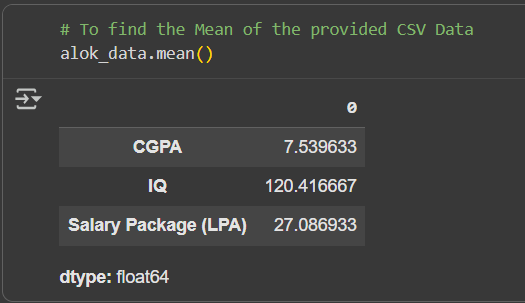 # To find the Mean of the provided CSV Data
alok_data.mean()
0
CGPA 7.539633
IQ 120.416667
Salary Package (LPA) 27.086933
dtype: float64